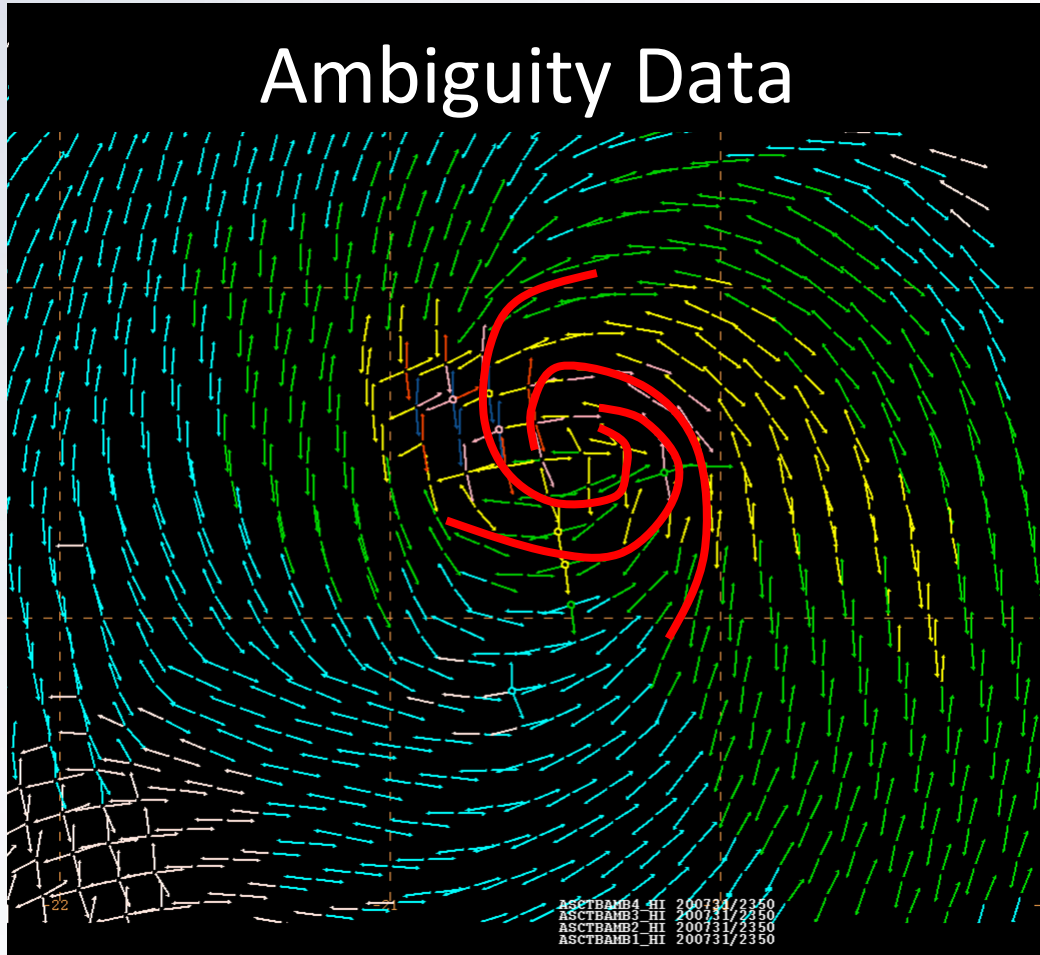 Ambiguity Data
-22
-21
ASCTBAMB4_HI 200731/2350
ASCTBAMB3_HI 200731/2350
ASCTBAMB2_HI 200731/2350
ASCTBAMB1_HI 200731/2350